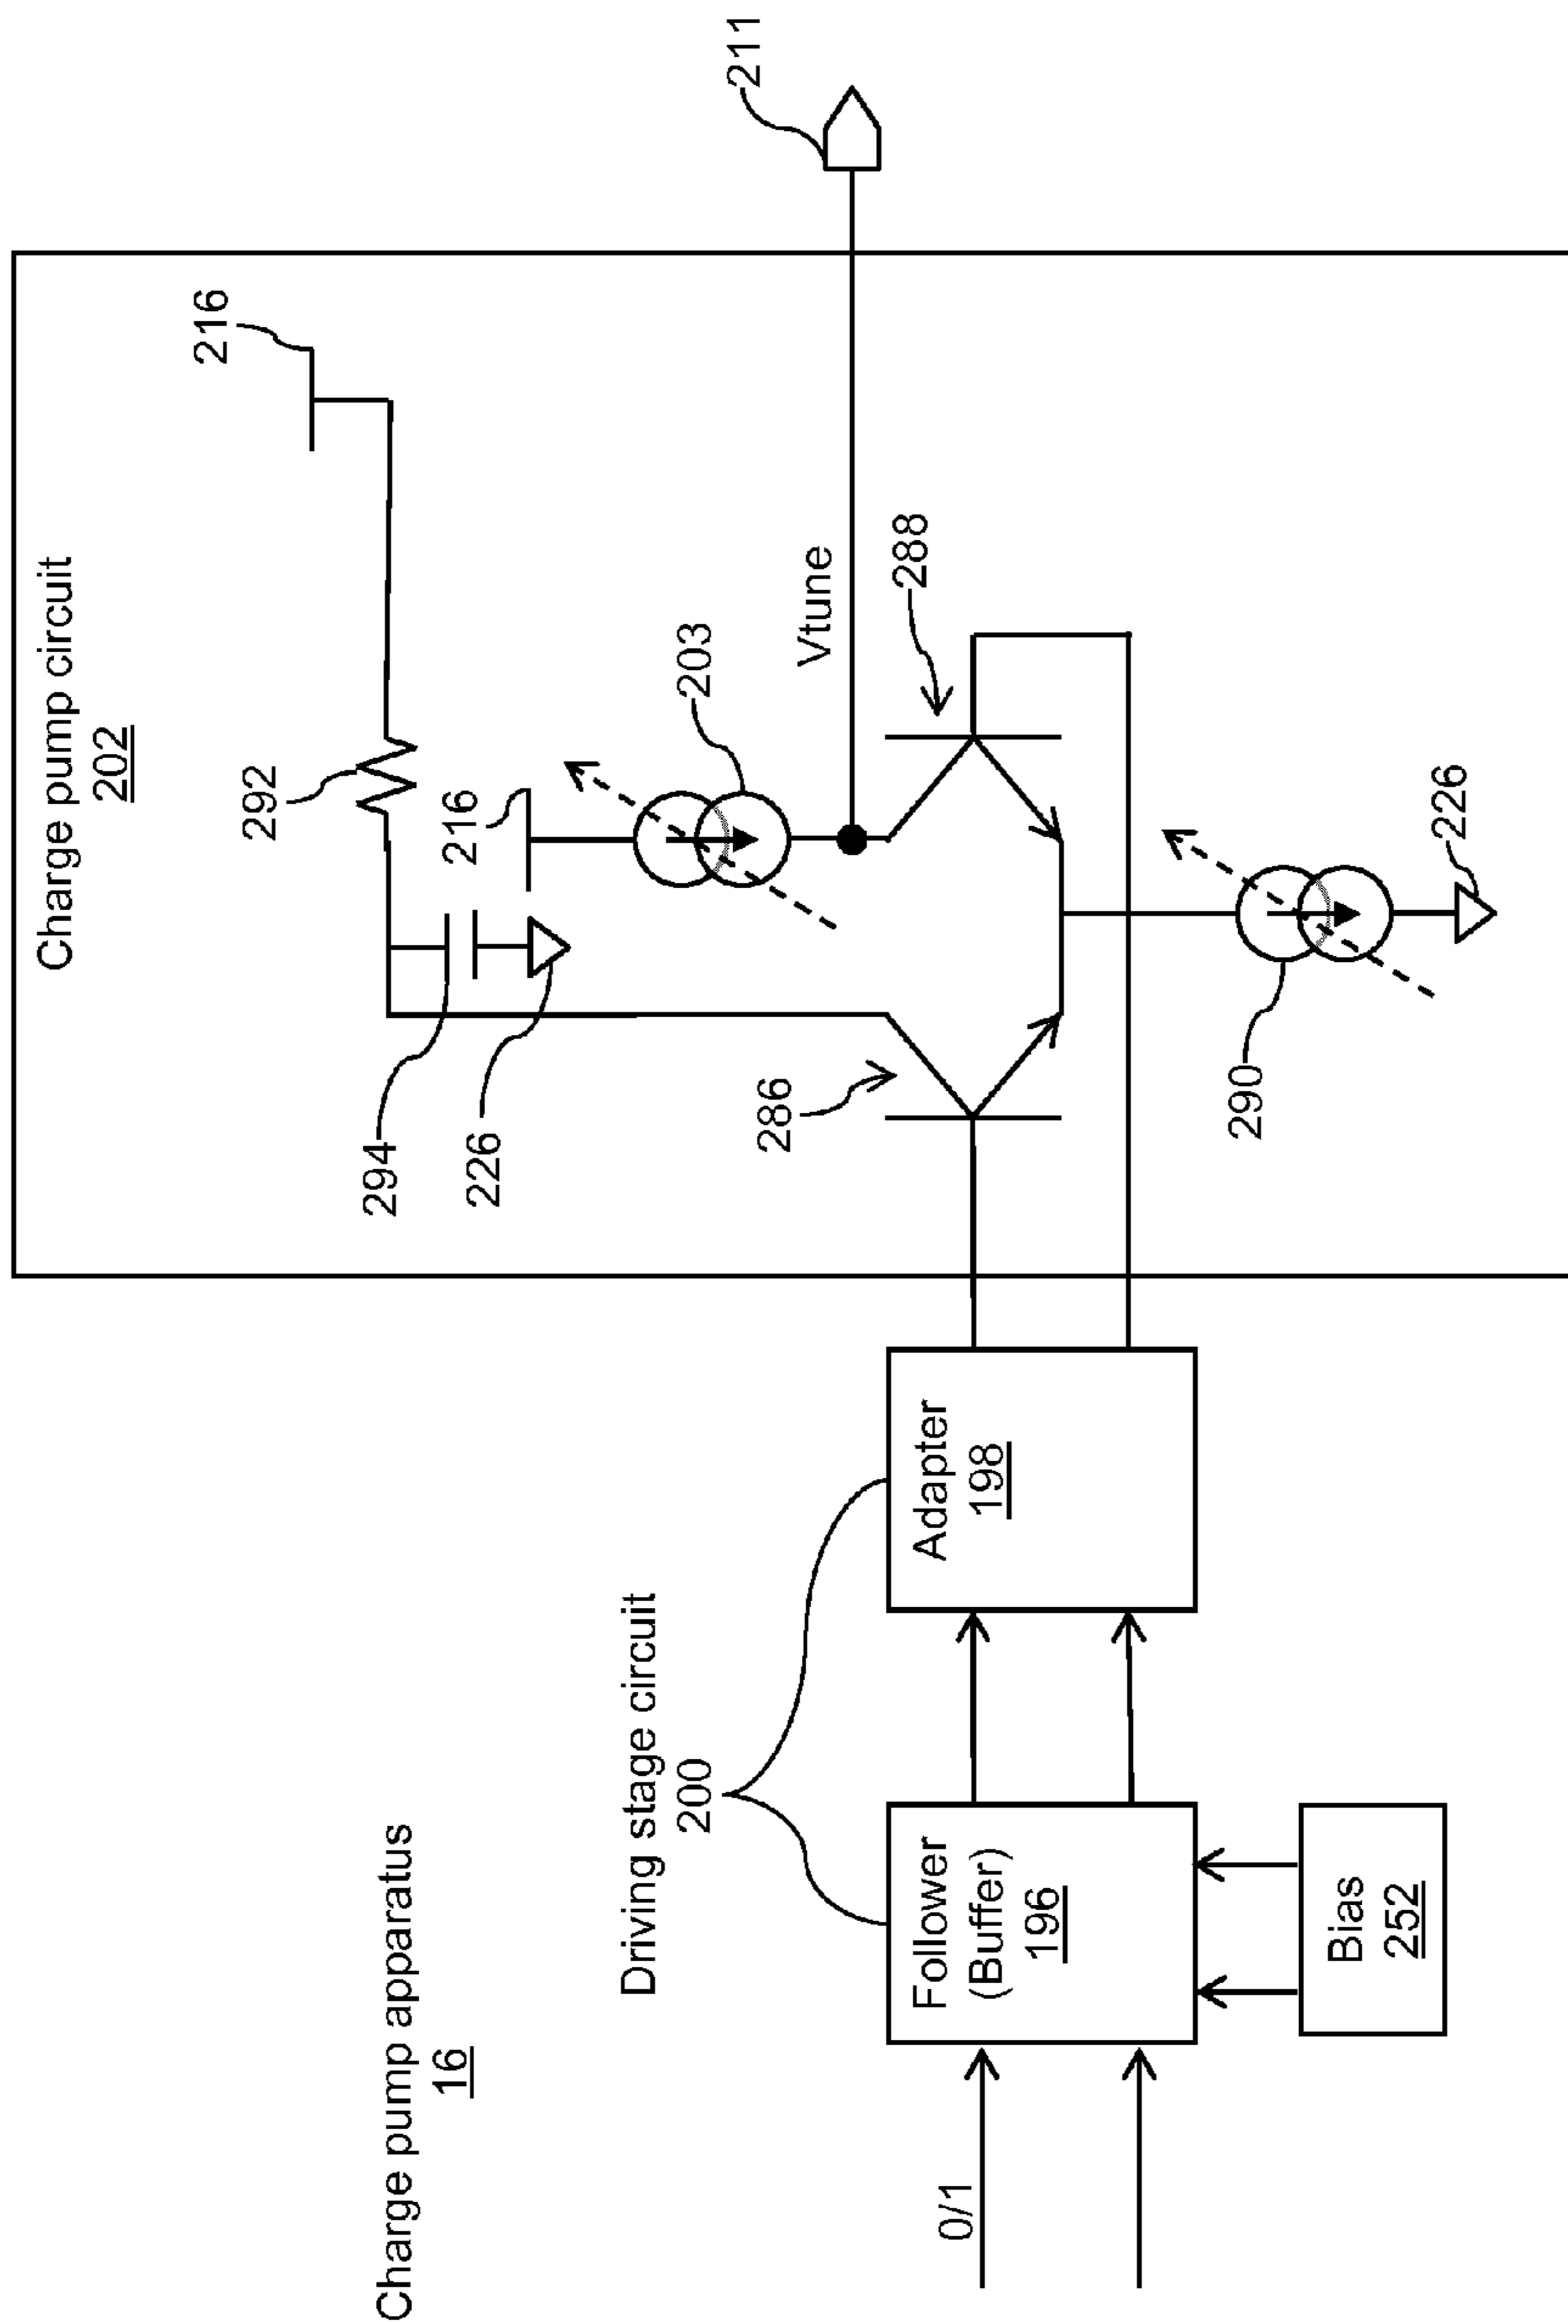 Charge pump apparatus
16
Charge pump circuit
202
216
292
294
226
216
203
Vtune
211
286
288
290
226
Driving stage circuit
200
0/1
Follower
(Buffer)
196
Adapter
198
Bias
252